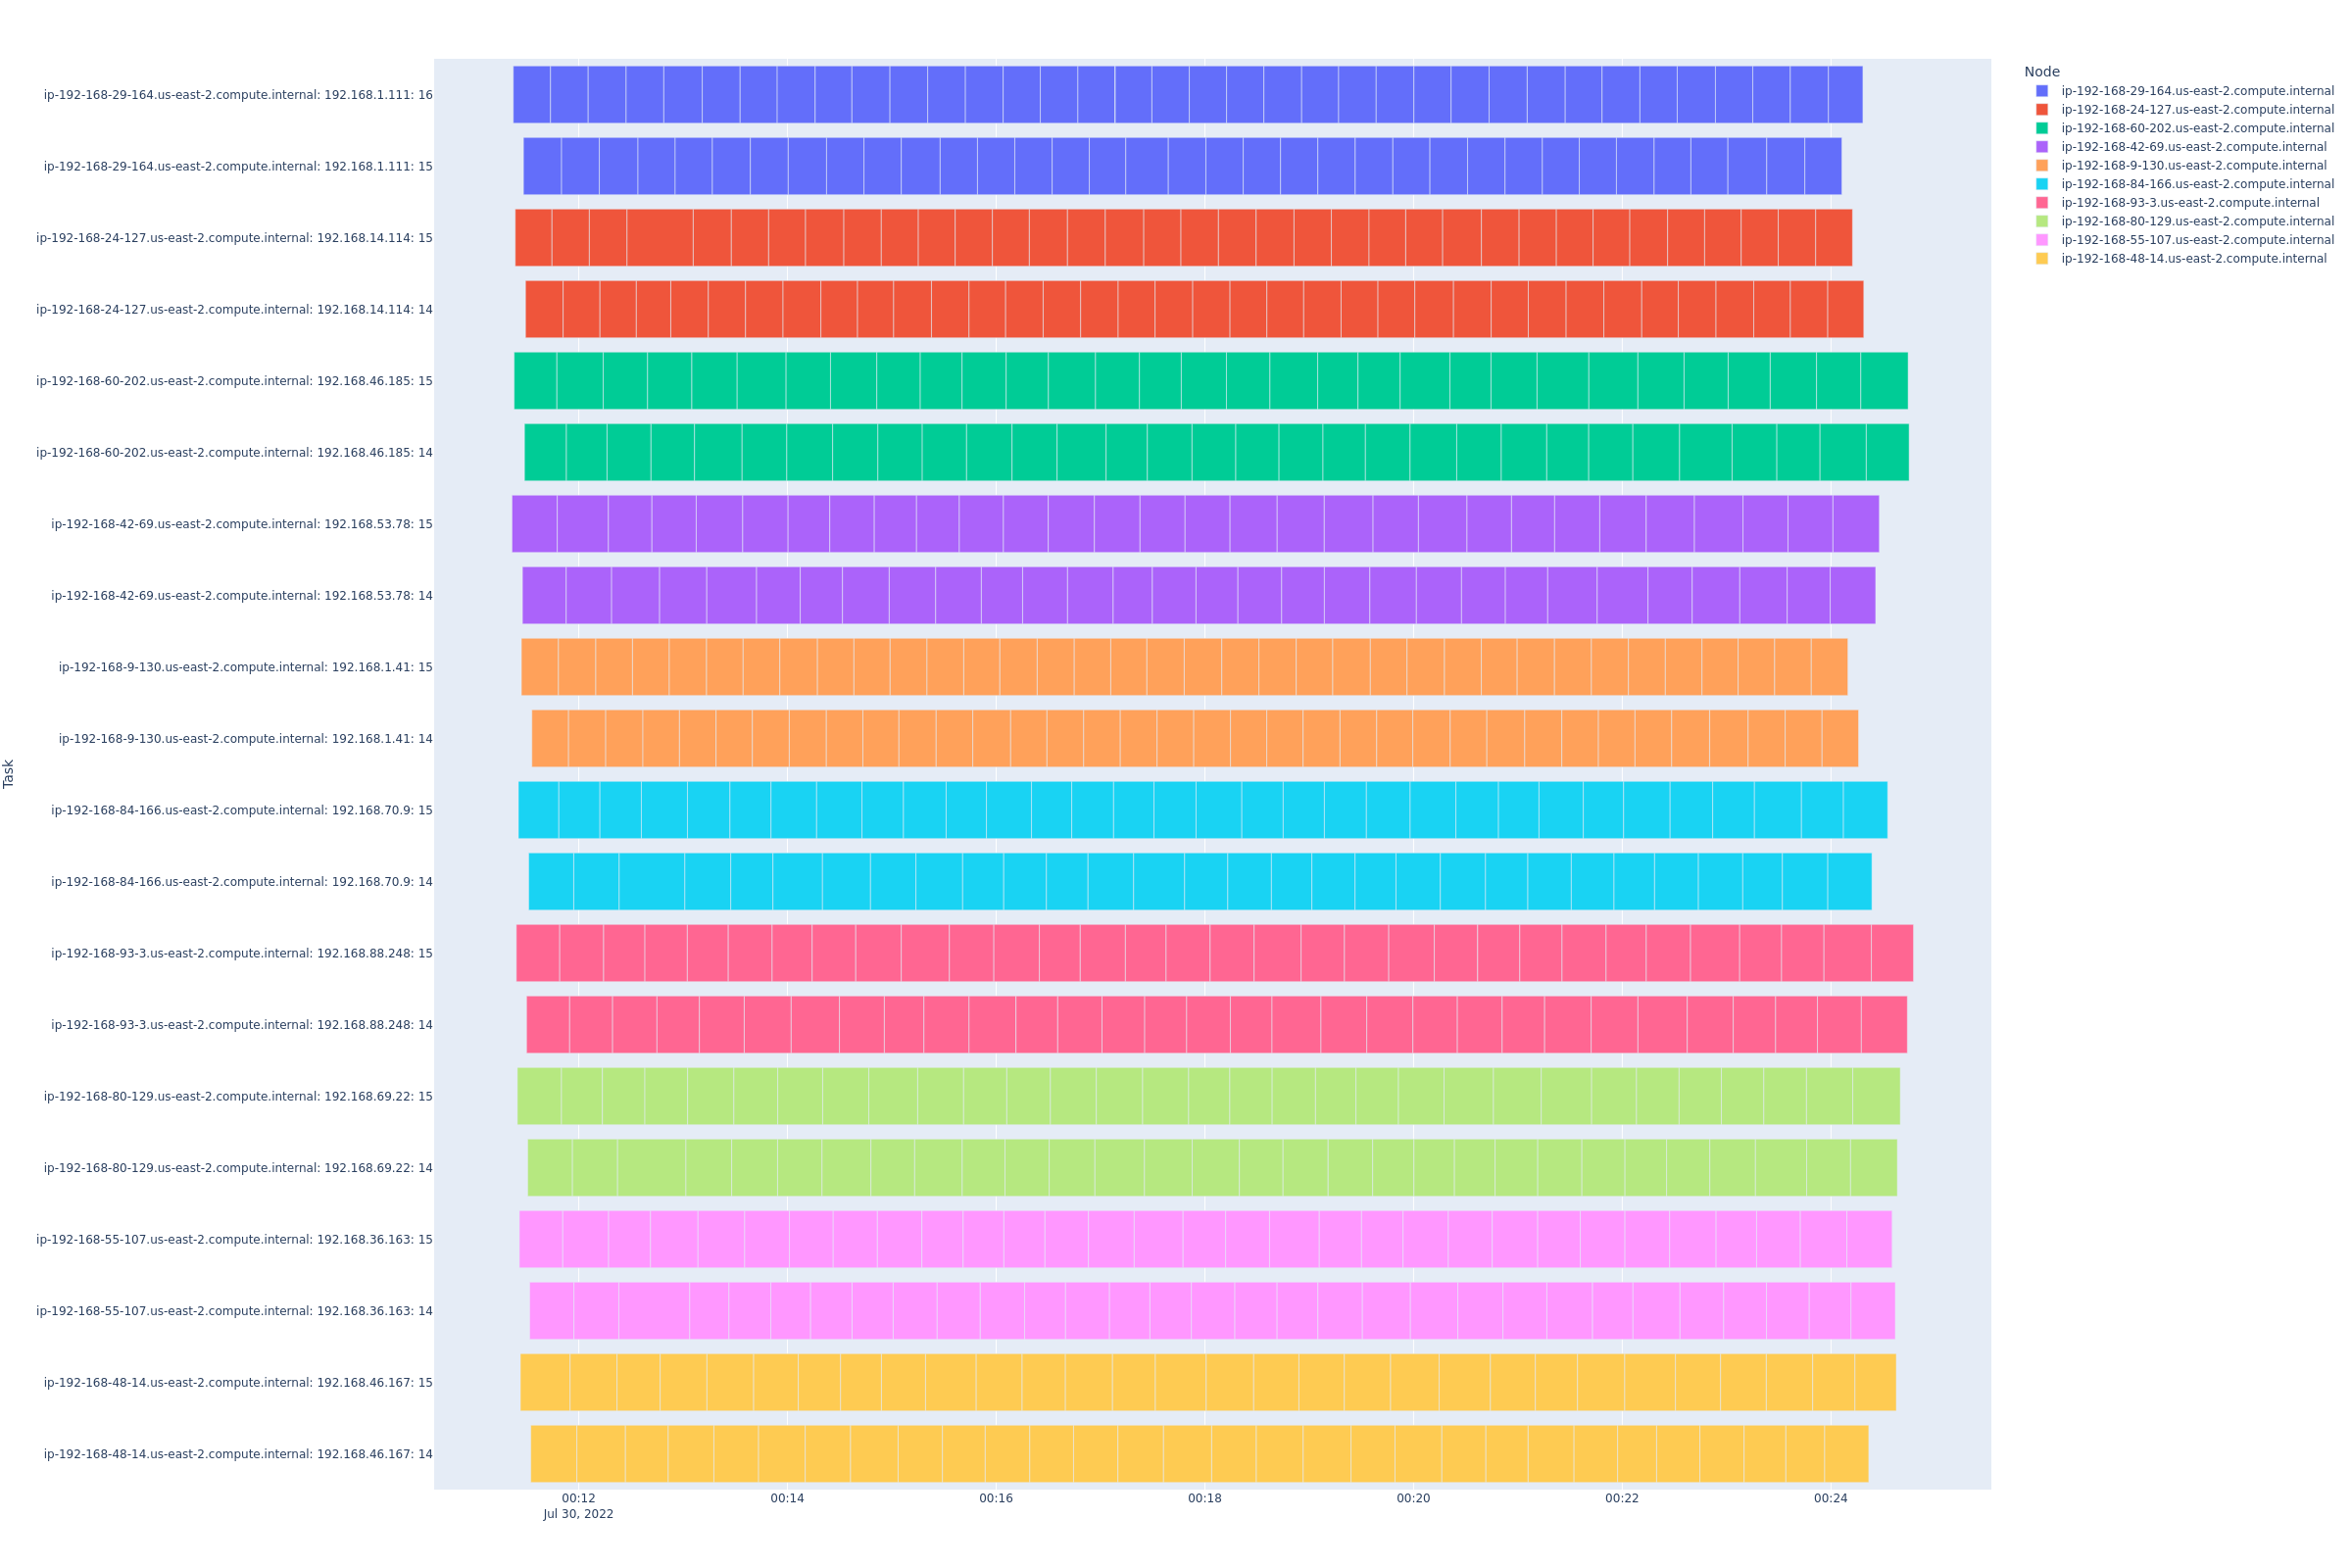 ip-192-168-29-164.us-east-2.compute.internal: 192.168.1.111: 16
ip-192-168-29-164.us-east-2.compute.internal: 192.168.1.111: 15
ip-192-168-24-127.us-east-2.compute.internal: 192.168.14.114: 15
ip-192-168-24-127.us-east-2.compute.internal: 192.168.14.114: 14
ip-192-168-60-202.us-east-2.compute.internal: 192.168.46.185: 15
ip-192-168-60-202.us-east-2.compute.internal: 192.168.46.185: 14
ip-192-168-42-69.us-east-2.compute.internal: 192.168.53.78: 15
ip-192-168-42-69.us-east-2.compute.internal: 192.168.53.78: 14
ip-192-168-9-130.us-east-2.compute.internal: 192.168.1.41: 15
ip-192-168-9-130.us-east-2.compute.internal: 192.168.1.41: 14
ip-192-168-84-166.us-east-2.compute.internal: 192.168.70.9: 15
ip-192-168-84-166.us-east-2.compute.internal: 192.168.70.9: 14
ip-192-168-93-3.us-east-2.compute.internal: 192.168.88.248: 15
ip-192-168-93-3.us-east-2.compute.internal: 192.168.88.248: 14
ip-192-168-80-129.us-east-2.compute.internal: 192.168.69.22: 15
ip-192-168-80-129.us-east-2.compute.internal: 192.168.69.22: 14
ip-192-168-55-107.us-east-2.compute.internal: 192.168.36.163: 15
ip-192-168-55-107.us-east-2.compute.internal: 192.168.36.163: 14
ip-192-168-48-14.us-east-2.compute.internal: 192.168.46.167: 15
ip-192-168-48-14.us-east-2.compute.internal: 192.168.46.167: 14
Task
00:12 00:14 00:16 00:18 00:20 00:22 00:24
Jul 30, 2022
Node
ip-192-168-29-164.us-east-2.compute.internal
ip-192-168-24-127.us-east-2.compute.internal
ip-192-168-60-202.us-east-2.compute.internal
ip-192-168-42-69.us-east-2.compute.internal
ip-192-168-9-130.us-east-2.compute.internal
ip-192-168-84-166.us-east-2.compute.internal
ip-192-168-93-3.us-east-2.compute.internal
ip-192-168-80-129.us-east-2.compute.internal
ip-192-168-55-107.us-east-2.compute.internal
ip-192-168-48-14.us-east-2.compute.internal